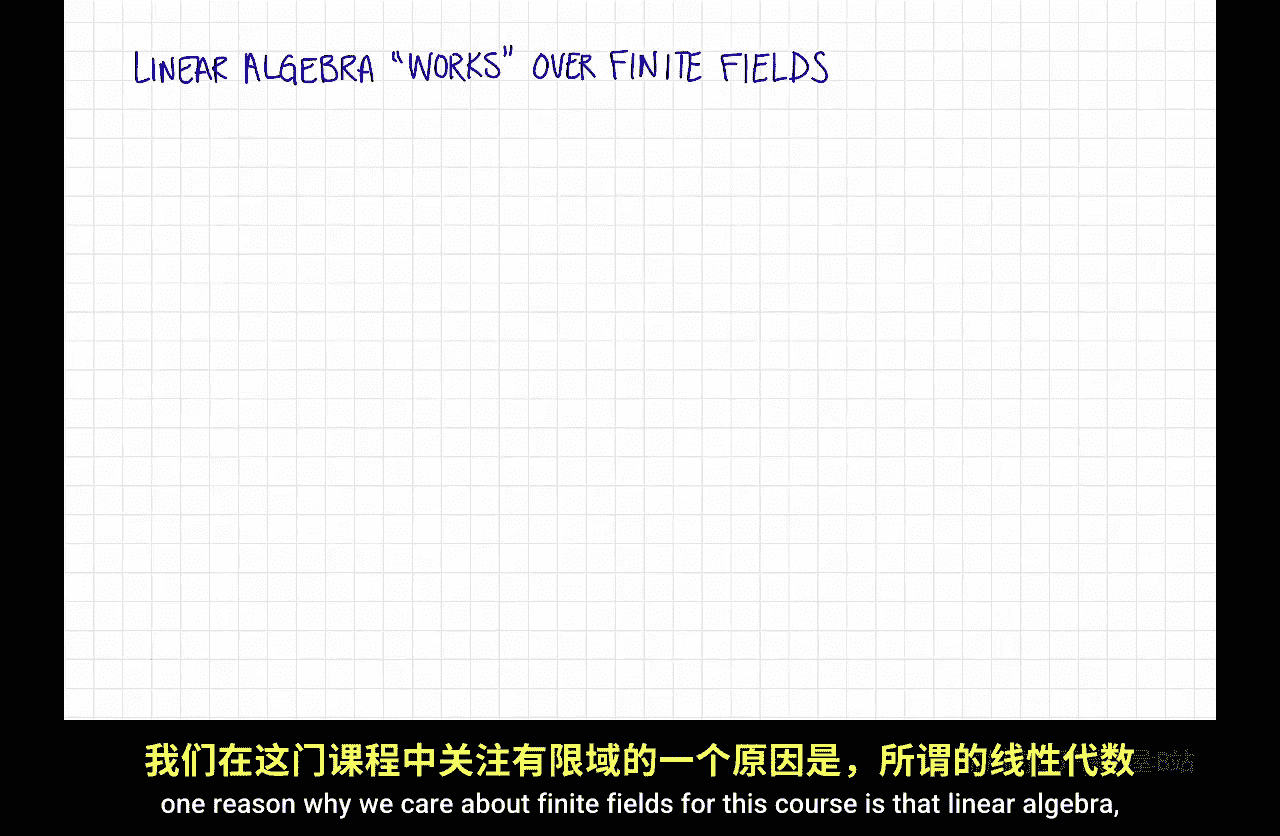 LINEAR ALGEBRA “WORKS” OVER FINITE FIELDS
我们在这门课程中关注有限域的一个原因是，所谓的线性代数
one reason why we care about finite fields for this course is that linear algebra,